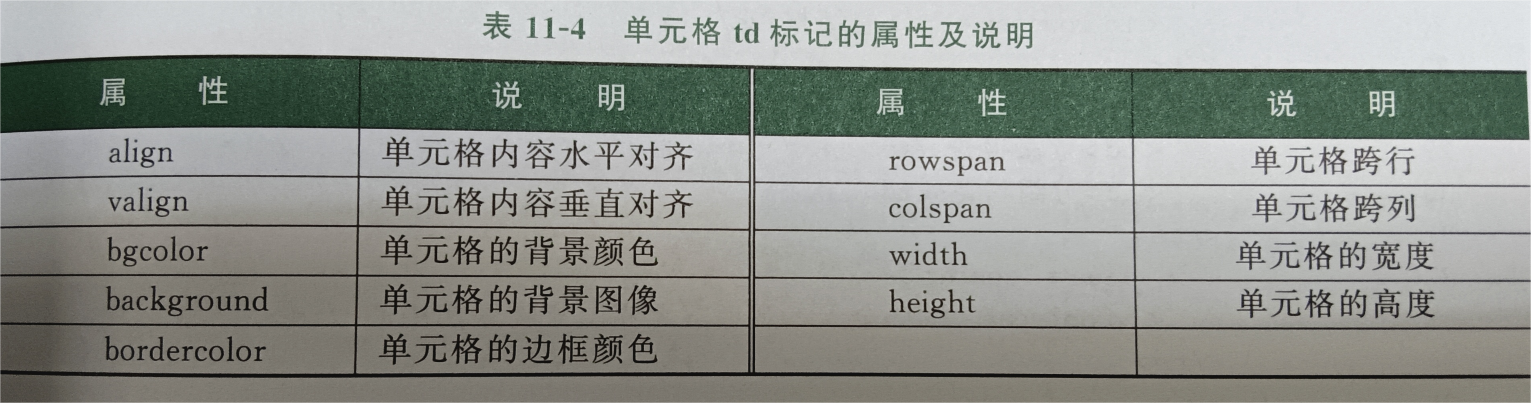 表 11-4 单元格 td 标记的属性及说明
属 性 说 明 属 性 说 明
align 单元格内容水平对齐 rowspan 单元格跨行
valign 单元格内容垂直对齐 colspan 单元格跨列
bgcolor 单元格的背景颜色 width 单元格的宽度
background 单元格的背景图像 height 单元格的高度
bordercolor 单元格的边框颜色